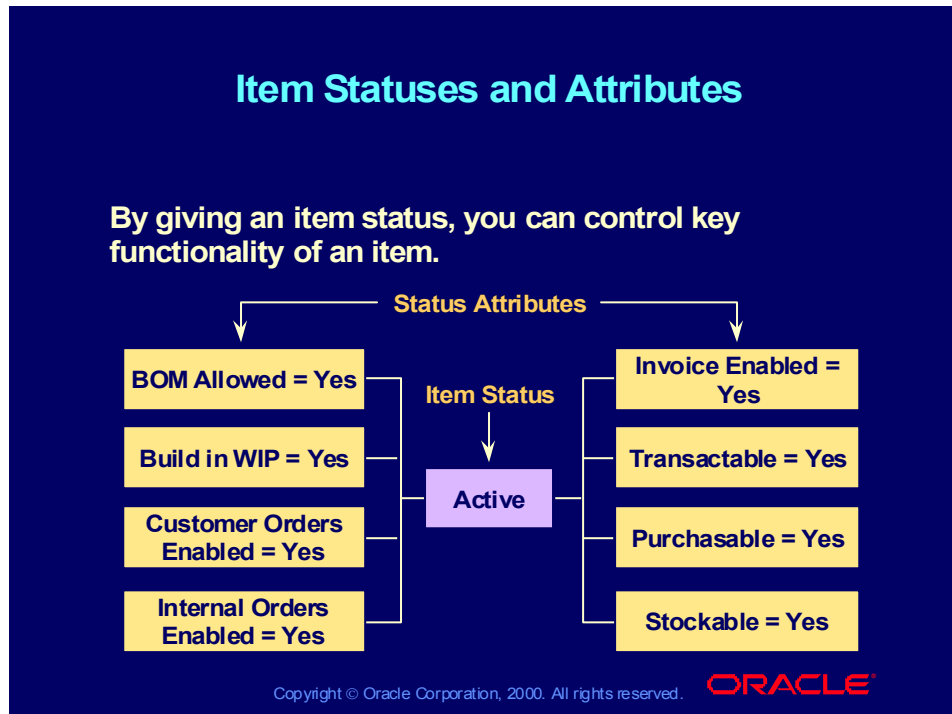 Item Statuses and Attributes
By giving an item status, you can control key
functionality of an item.
Status Attributes
BOM Allowed = Yes
Build in WIP = Yes
Customer Orders
Enabled = Yes
Internal Orders
Enabled = Yes
Item Status
Active
Invoice Enabled =
Yes
Transactable = Yes
Purchasable = Yes
Stockable = Yes
Copyright © Oracle Corporation, 2000. All rights reserved.
ORACLE®